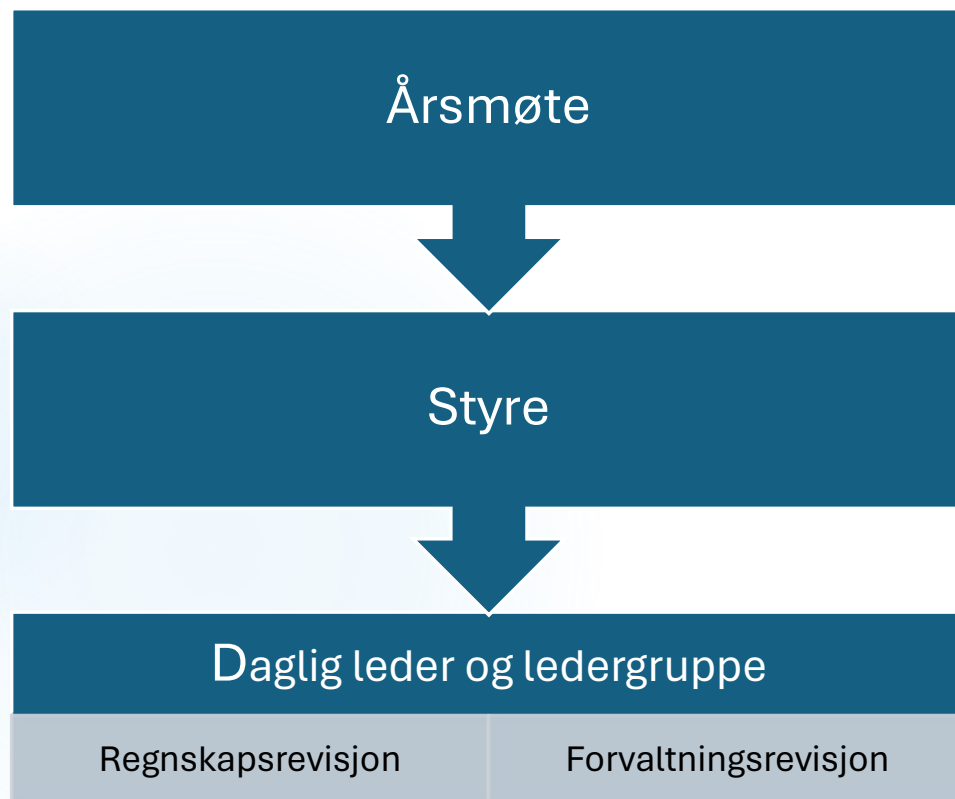 Årsmøte
Styre
Daglig leder og ledergruppe
Regnskapsrevisjon
Forvaltningsrevisjon